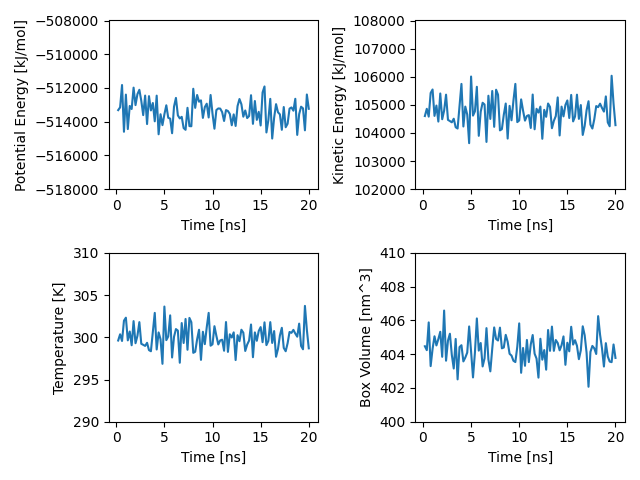 Potential Energy [kJ/mol]
−508000
−510000
−512000
−514000
−516000
−518000
0 5 10 15 20
Time [ns]
Kinetic Energy [kJ/mol]
108000
107000
106000
105000
104000
103000
102000
0 5 10 15 20
Time [ns]
Temperature [K]
310
305
300
295
290
0 5 10 15 20
Time [ns]
Box Volume [nm^3]
410
408
406
404
402
400
0 5 10 15 20
Time [ns]